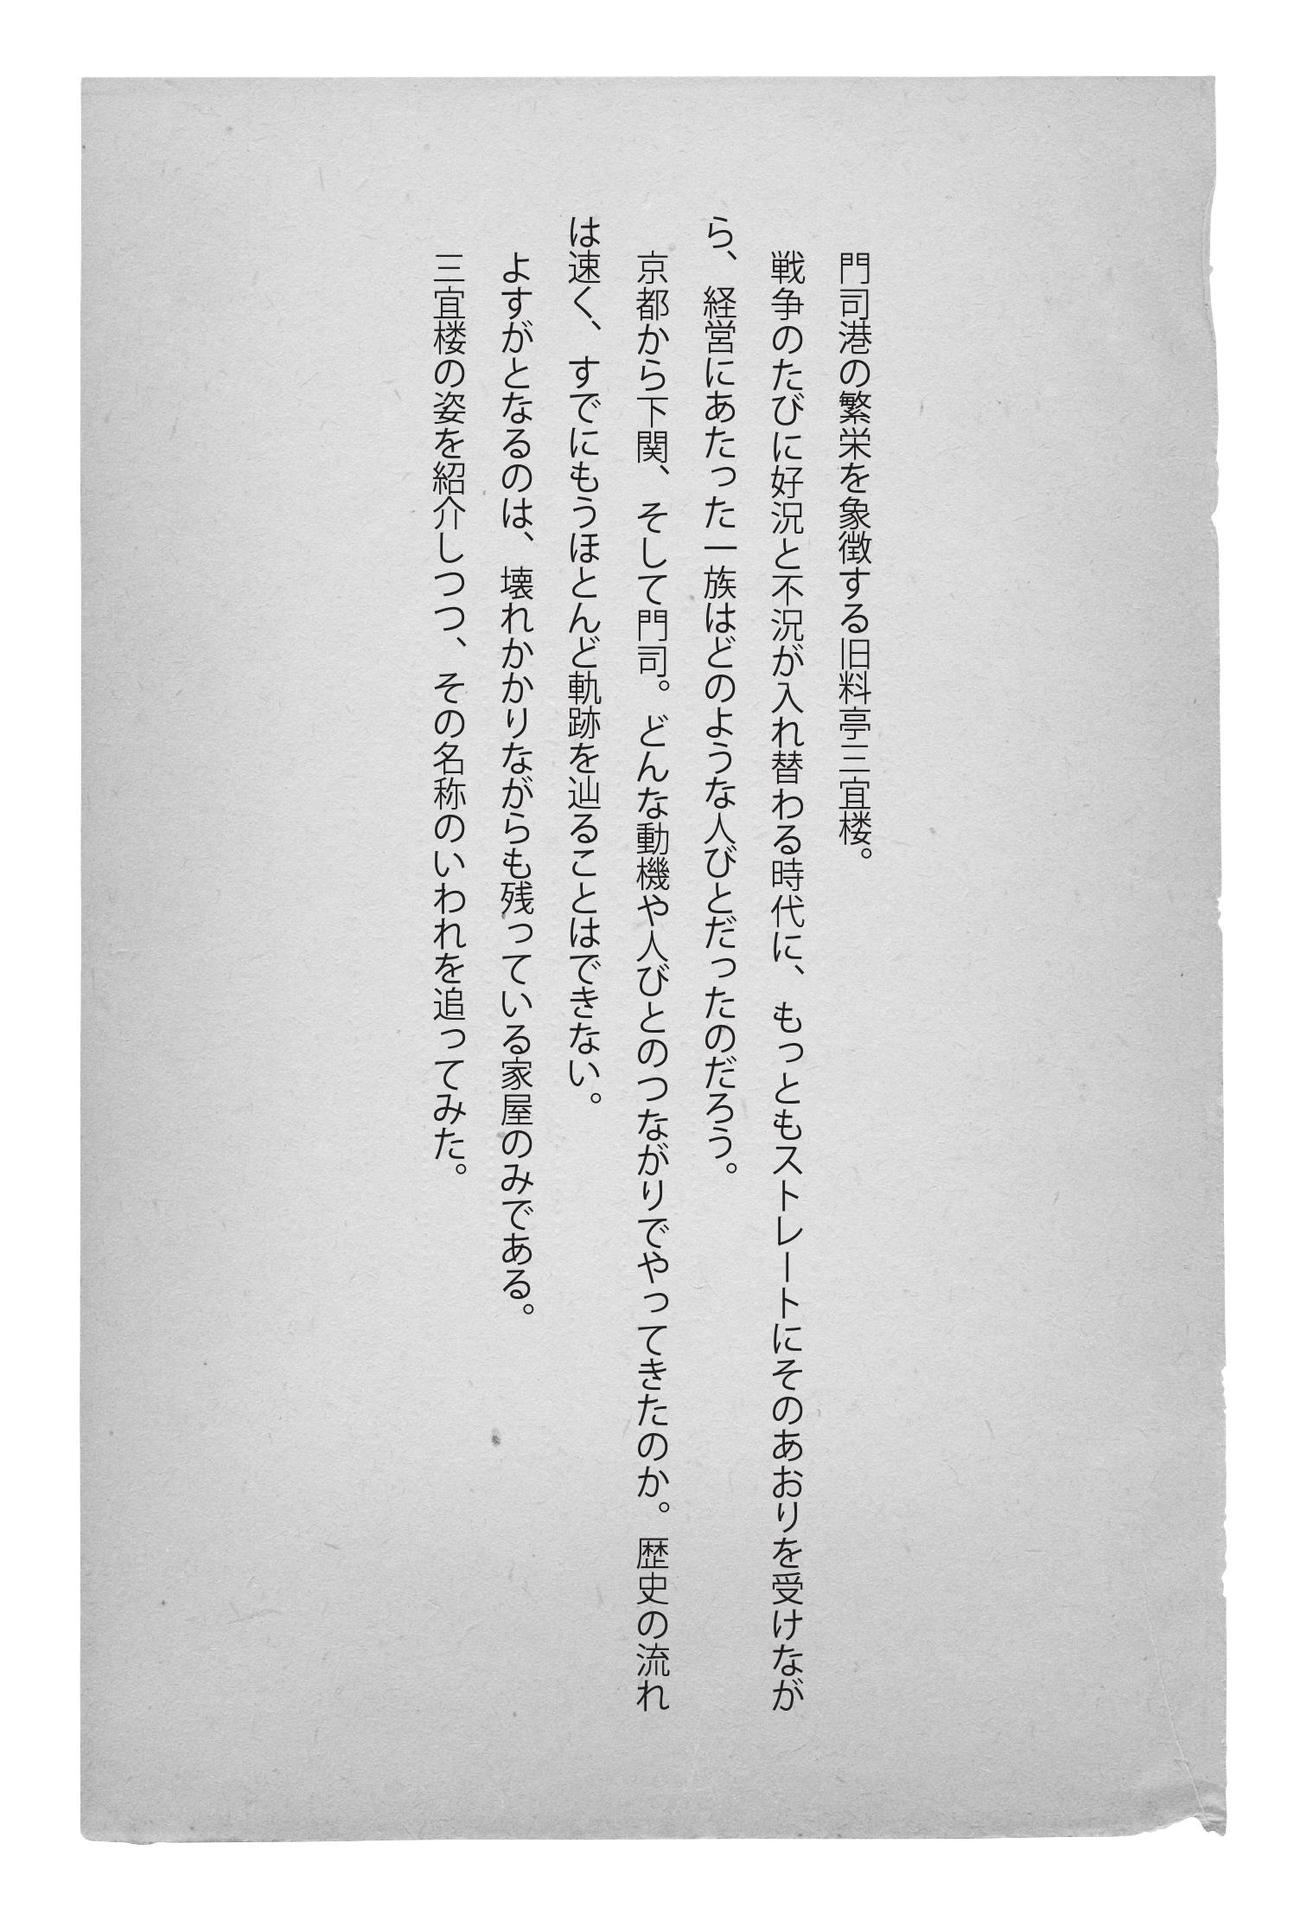 門司港の繁栄を象徴する旧料亭三宜楼。
　戦争のたびに好況と不況が入れ替わる時代に、もっともストレートにそのあおりを受けなが
ら、経営にあたった一族はどのような人びとだったのだろう。
　京都から下関、そして門司。どんな動機や人びとのつながりでやってきたのか。歴史の流れ
は速く、すでにもうほとんど軌跡を辿ることはできない。
　よすがとなるのは、壊れかかりながらも残っている家屋のみである。
　三宜楼の姿を紹介しつつ、その名称のいわれを追ってみた。